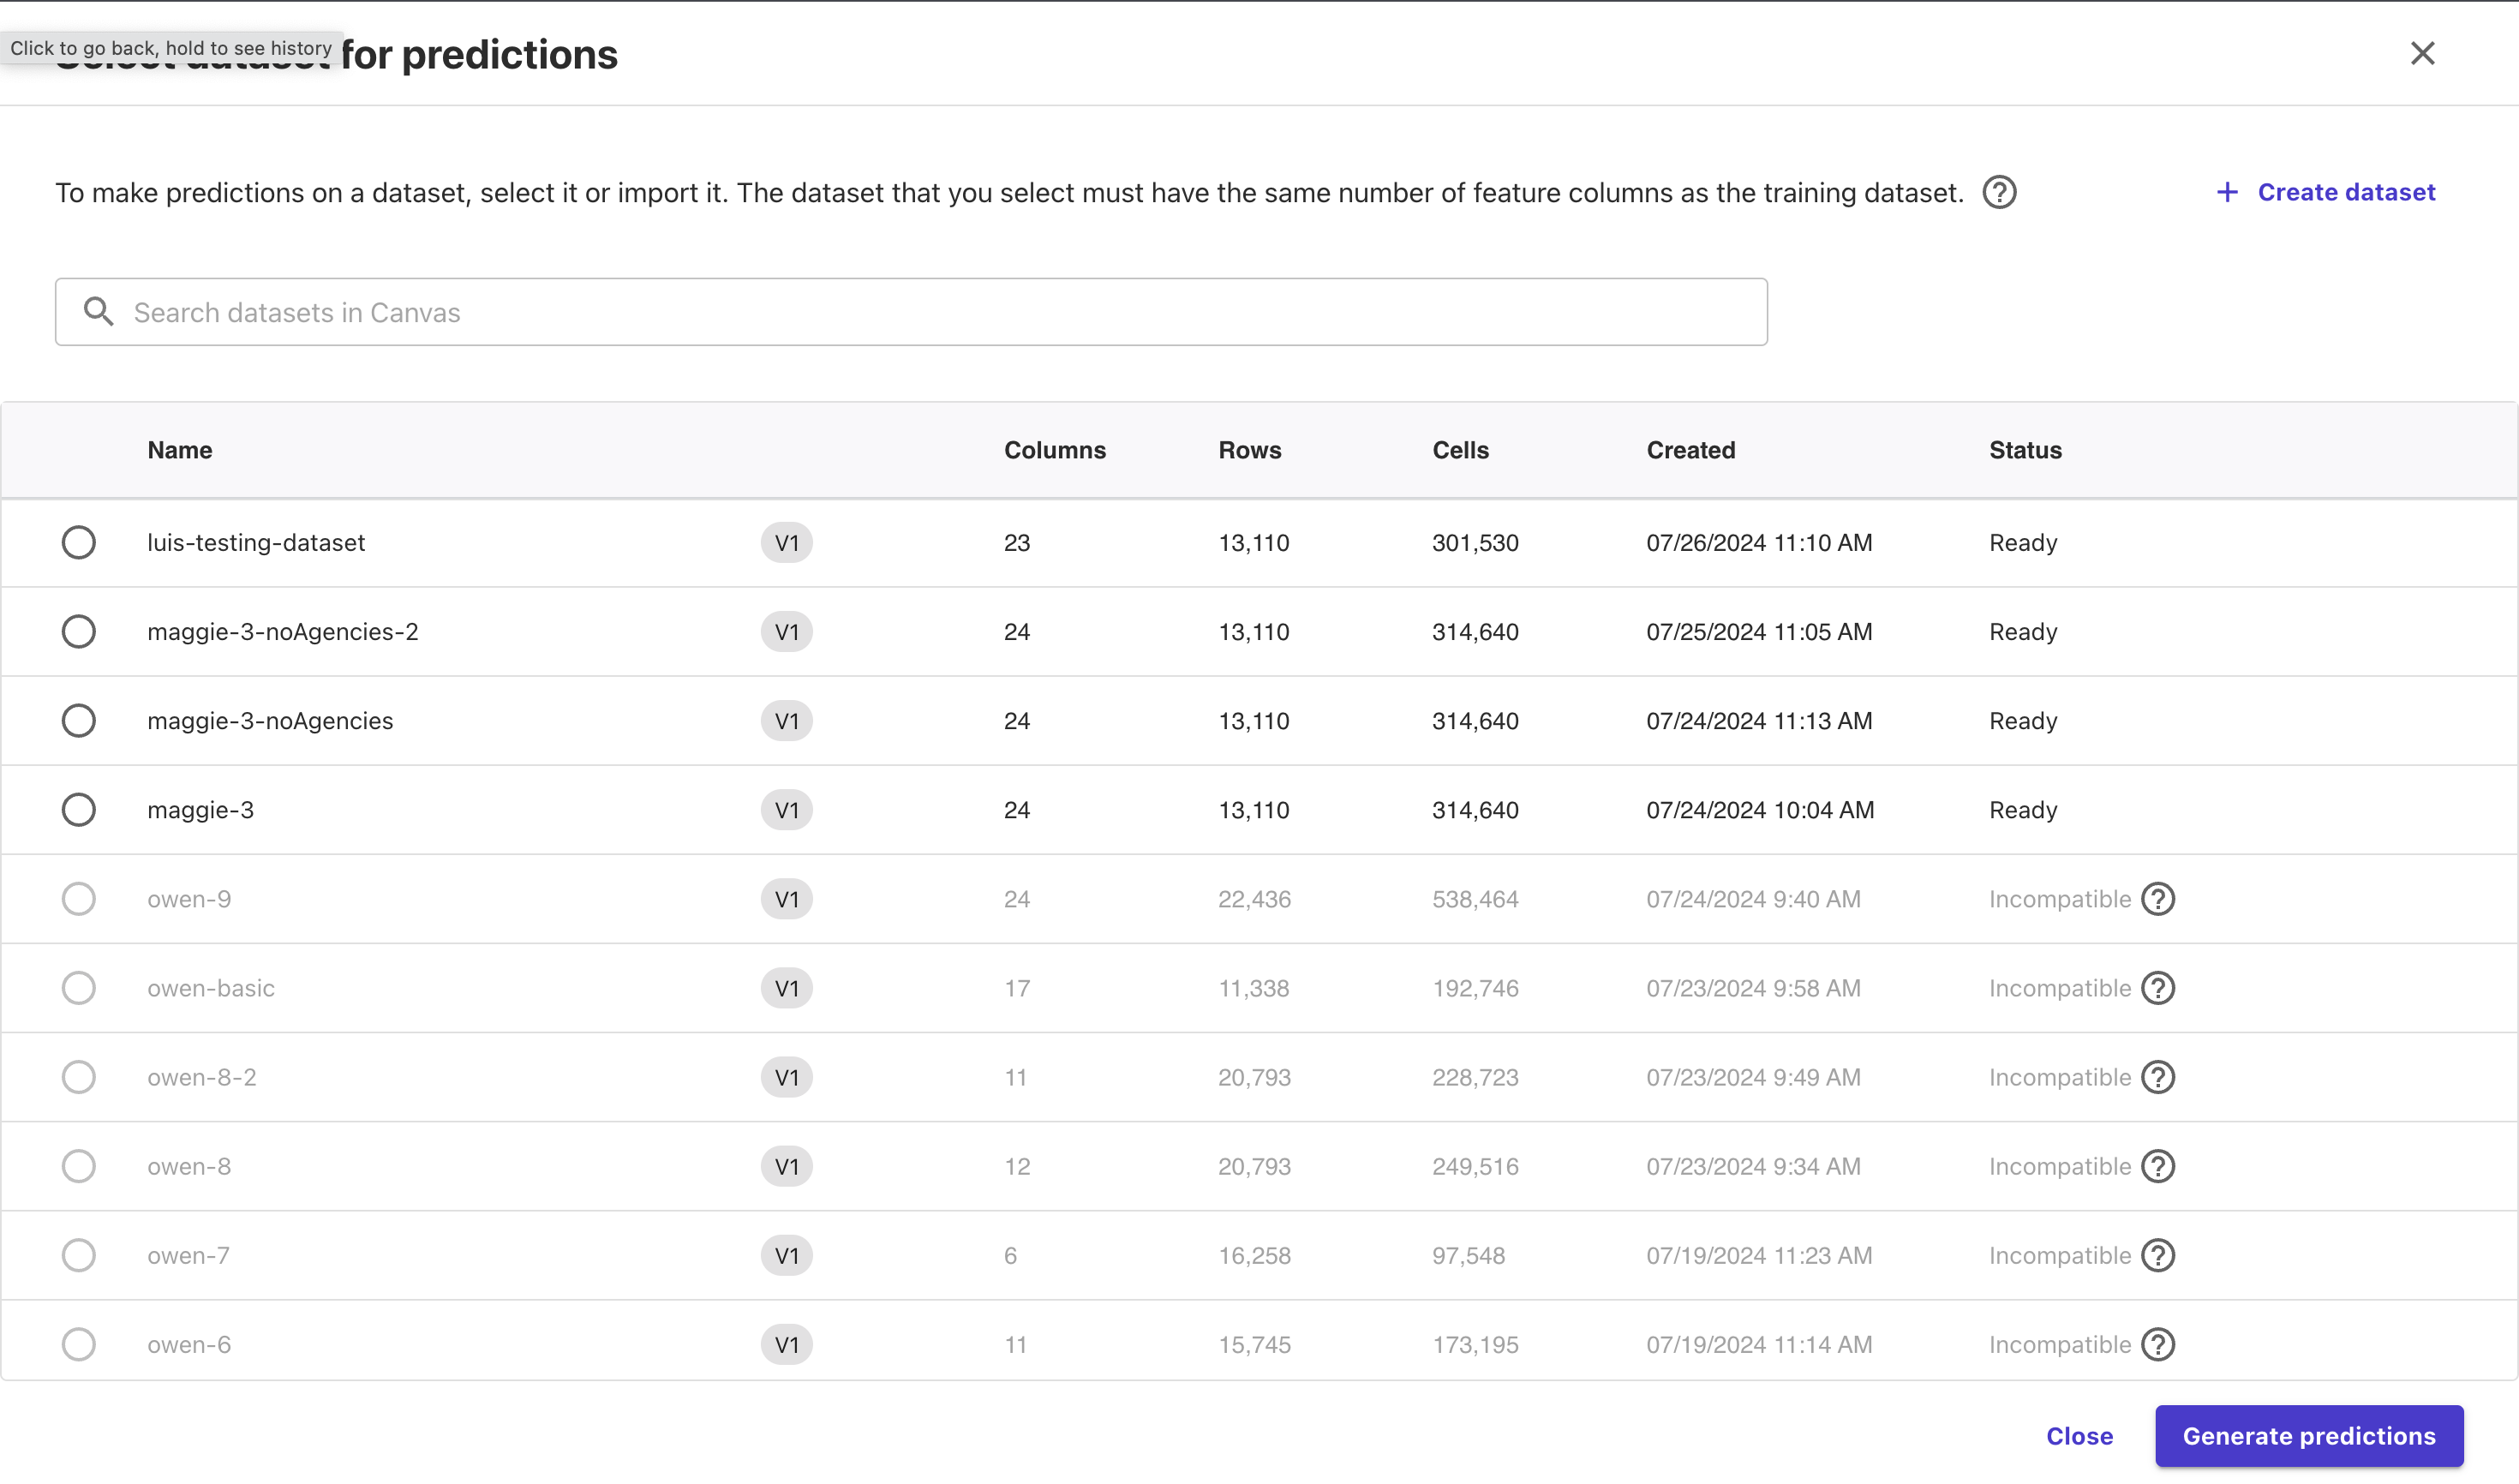 Click to go back, hold to see history
for predictions
To make predictions on a dataset, select it or import it. The dataset that you select must have the same number of feature columns as the training dataset.
+ Create dataset
Search datasets in Canvas
Name Columns Rows Cells Created Status
luis-testing-dataset V1 23 13,110 301,530 07/26/2024 11:10 AM Ready
maggie-3-noAgencies-2 V1 24 13,110 314,640 07/25/2024 11:05 AM Ready
maggie-3-noAgencies V1 24 13,110 314,640 07/24/2024 11:13 AM Ready
maggie-3 V1 24 13,110 314,640 07/24/2024 10:04 AM Ready
owen-9 V1 24 22,436 538,464 07/24/2024 9:40 AM Incompatible
owen-basic V1 17 11,338 192,746 07/23/2024 9:58 AM Incompatible
owen-8-2 V1 11 20,793 228,723 07/23/2024 9:49 AM Incompatible
owen-8 V1 12 20,793 249,516 07/23/2024 9:34 AM Incompatible
owen-7 V1 6 16,258 97,548 07/19/2024 11:23 AM Incompatible
owen-6 V1 11 15,745 173,195 07/19/2024 11:14 AM Incompatible
Close Generate predictions